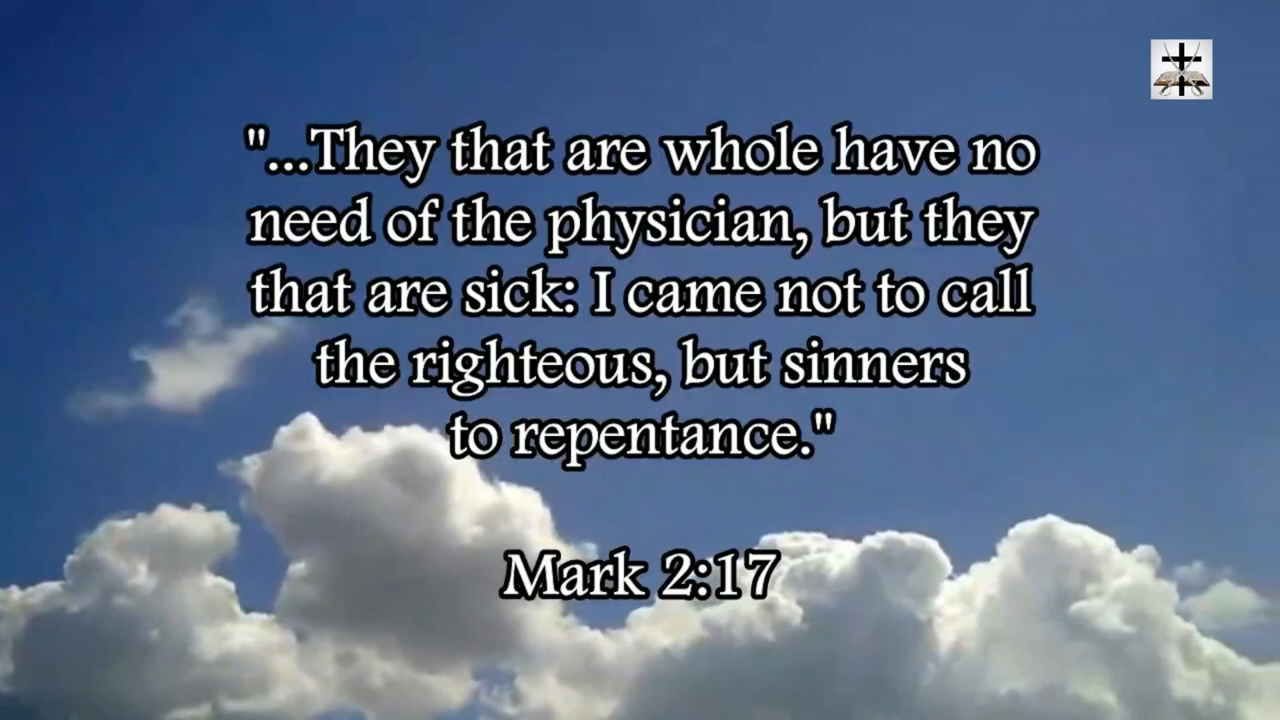 "...They that are whole have no
need of the physician, but they
that are sick: I came not to call
the righteous, but sinners
to repentance."
Mark 2:17